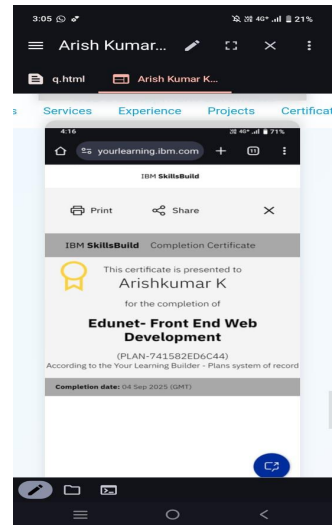 3:05 4G+ 21%
Arish Kumar...
q.html Arish Kumar K...
s Services Experience Projects Certificat
4:16 4G+ 71%
yourlearning.ibm.com
IBM SkillsBuild
Print Share
IBM SkillsBuild Completion Certificate
This certificate is presented to
Arishkumar K
for the completion of
Edunet- Front End Web
Development
(PLAN-741582ED6C44)
According to the Your Learning Builder - Plans system of record
Completion date: 04 Sep 2025 (GMT)